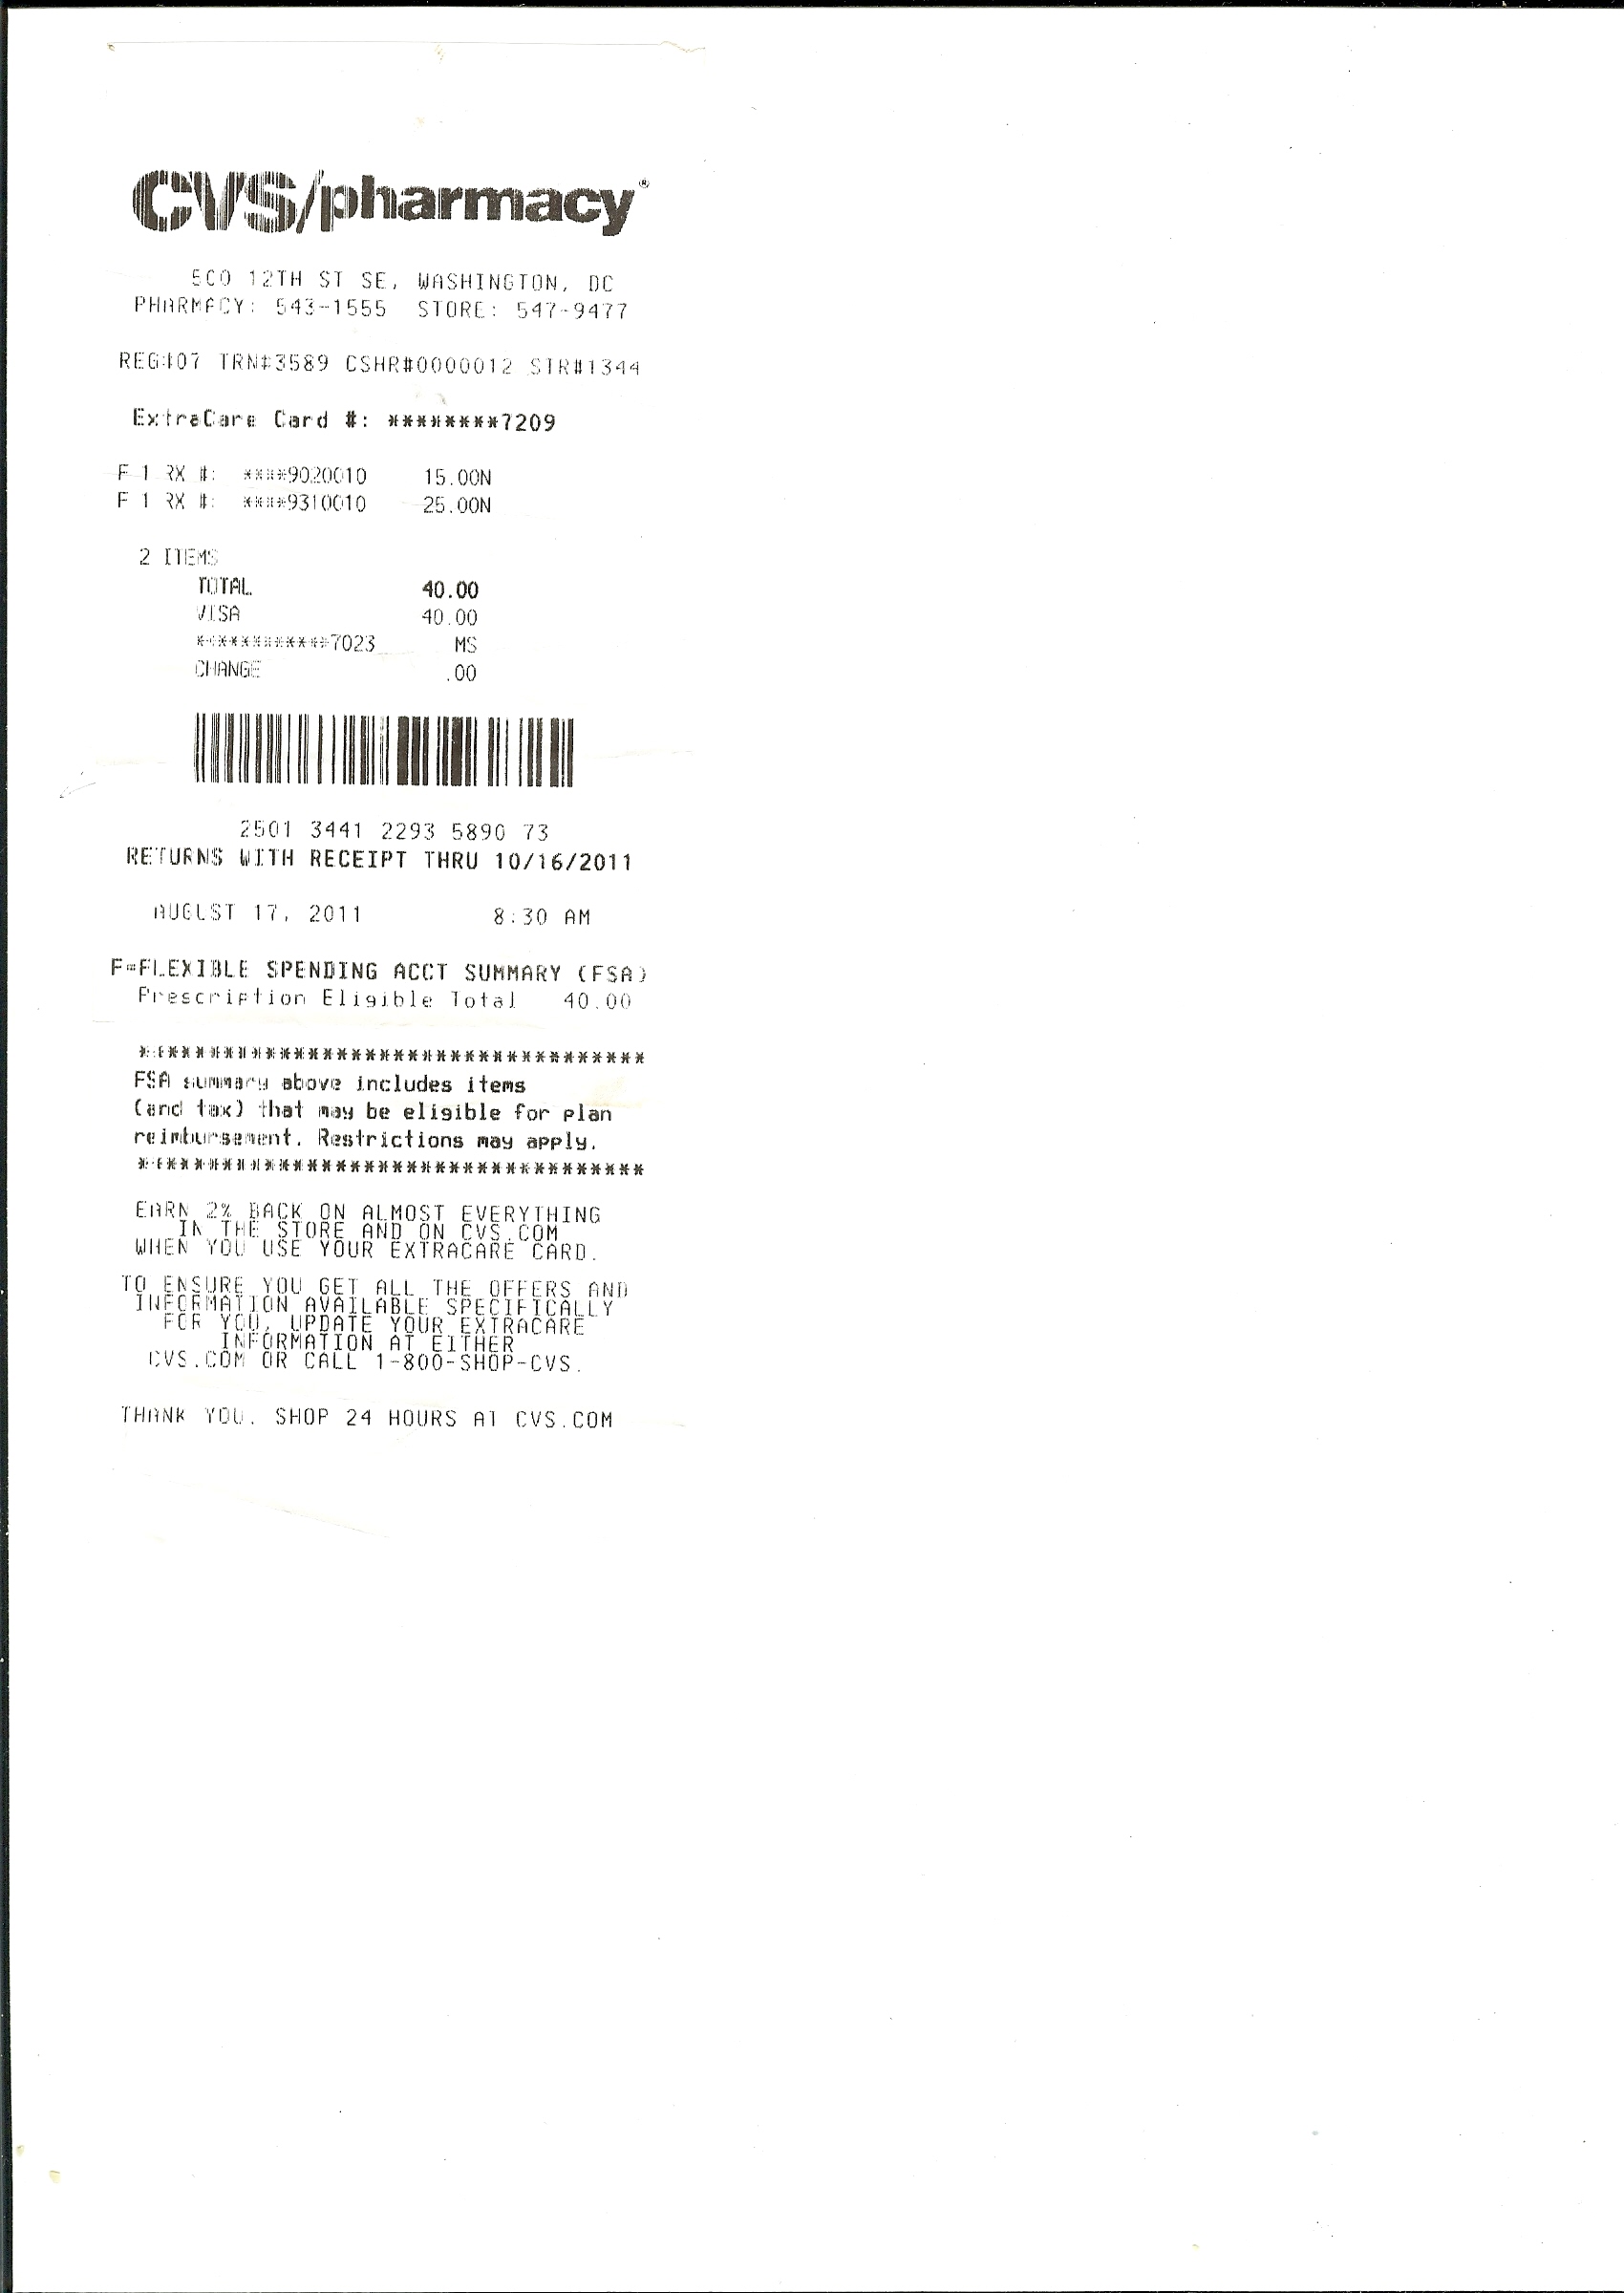 CVS/pharmacy®
500 12TH ST SE, WASHINGTON, DC
PHARMACY: 543-1555 STORE: 547-9477
REG#07 TRN#3589 CSHR#0000012 STR#1344
ExtraCare Card #: ********7209
F 1 RX #: ****9020010 15.00N
F 1 RX #: ****9310010 25.00N
2 ITEMS
TOTAL 40.00
VISA 40.00
************7023 MS
CHANGE .00
2501 3441 2293 5890 73
RETURNS WITH RECEIPT THRU 10/16/2011
AUGUST 17, 2011 8:30 AM
F=FLEXIBLE SPENDING ACCT SUMMARY (FSA)
Prescription Eligible Total 40.00
************************************
FSA summary above includes items
(and tax) that may be eligible for plan
reimbursement. Restrictions may apply.
************************************
EARN 2% BACK ON ALMOST EVERYTHING
IN THE STORE AND ON CVS.COM
WHEN YOU USE YOUR EXTRACARE CARD.
TO ENSURE YOU GET ALL THE OFFERS AND
INFORMATION AVAILABLE SPECIFICALLY
FOR YOU, UPDATE YOUR EXTRACARE
INFORMATION AT EITHER
CVS.COM OR CALL 1-800-SHOP-CVS.
THANK YOU. SHOP 24 HOURS AT CVS.COM